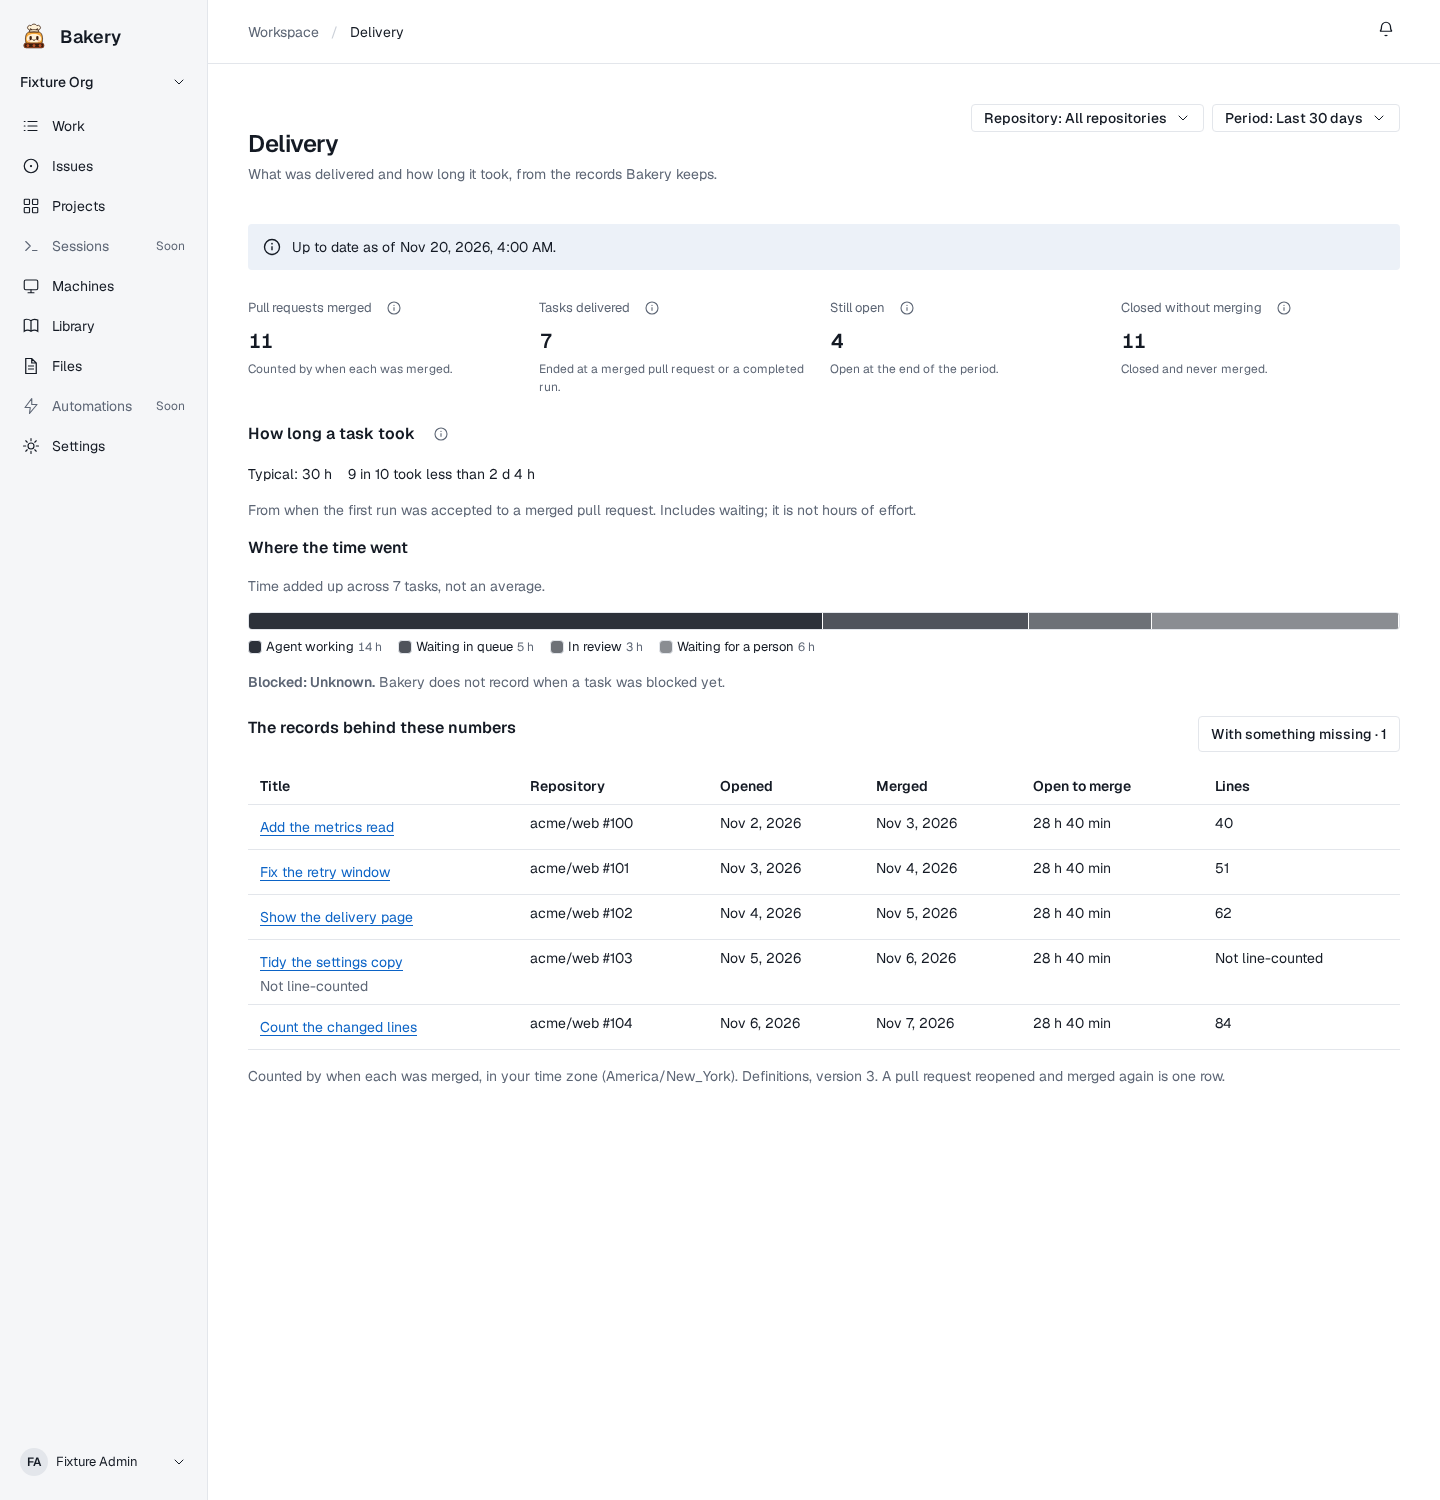 Bakery
Fixture Org
Work
Issues
Projects
Sessions Soon
Machines
Library
Files
Automations Soon
Settings
FA Fixture Admin
Workspace / Delivery
Repository: All repositories Period: Last 30 days
Delivery
What was delivered and how long it took, from the records Bakery keeps.
Up to date as of Nov 20, 2026, 4:00 AM.
Pull requests merged
11
Counted by when each was merged.
Tasks delivered
7
Ended at a merged pull request or a completed
run.
Still open
4
Open at the end of the period.
Closed without merging
11
Closed and never merged.
How long a task took
Typical: 30 h 9 in 10 took less than 2 d 4 h
From when the first run was accepted to a merged pull request. Includes waiting; it is not hours of effort.
Where the time went
Time added up across 7 tasks, not an average.
Agent working 14 h Waiting in queue 5 h In review 3 h Waiting for a person 6 h
Blocked: Unknown. Bakery does not record when a task was blocked yet.
The records behind these numbers
With something missing · 1
Title Repository Opened Merged Open to merge Lines
Add the metrics read acme/web #100 Nov 2, 2026 Nov 3, 2026 28 h 40 min 40
Fix the retry window acme/web #101 Nov 3, 2026 Nov 4, 2026 28 h 40 min 51
Show the delivery page acme/web #102 Nov 4, 2026 Nov 5, 2026 28 h 40 min 62
Tidy the settings copy acme/web #103 Nov 5, 2026 Nov 6, 2026 28 h 40 min Not line-counted
Not line-counted
Count the changed lines acme/web #104 Nov 6, 2026 Nov 7, 2026 28 h 40 min 84
Counted by when each was merged, in your time zone (America/New_York). Definitions, version 3. A pull request reopened and merged again is one row.